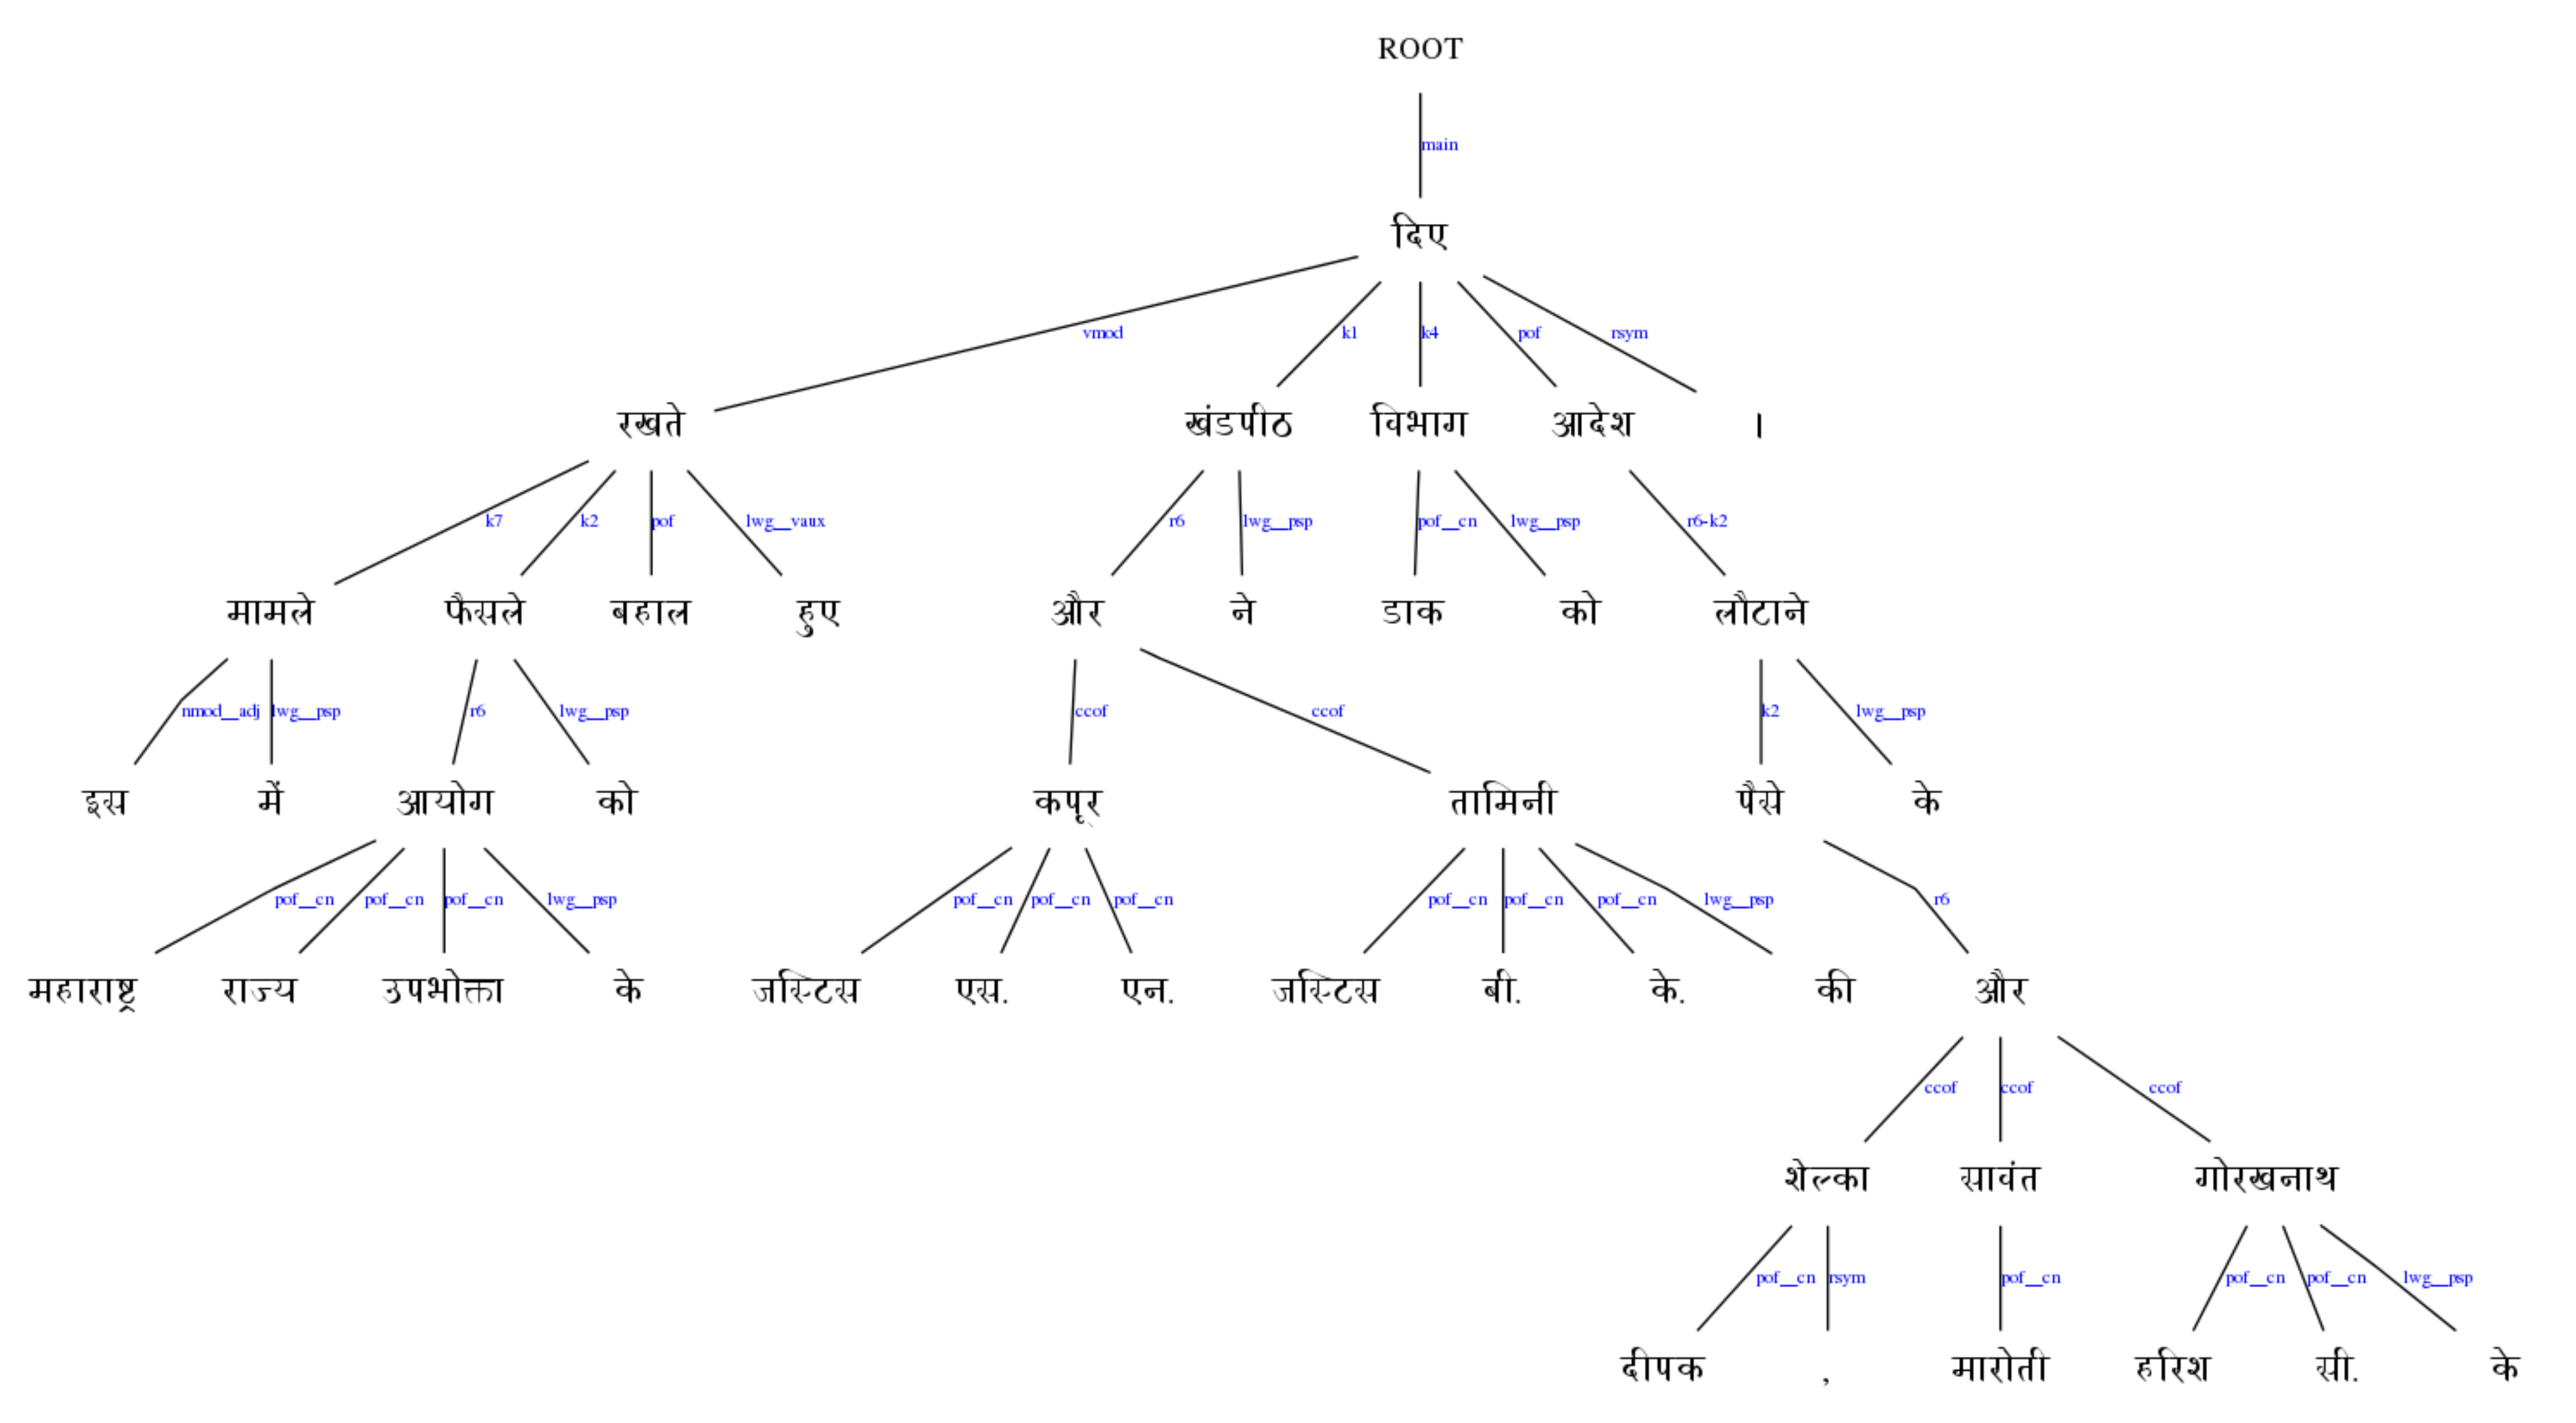 ROOT
main
दिए
vmod k1 k4 pof rsym
रखते खंडपीठ विभाग आदेश ।
k7 k2 pof lwg__vaux r6 lwg__psp pof__cn lwg__psp r6-k2
मामले फैसले बहाल हुए और ने डाक को लौटाने
nmod__adj lwg__psp r6 lwg__psp ccof ccof k2 lwg__psp
इस में आयोग को कपूर तामिनी पैसे के
pof__cn pof__cn pof__cn lwg__psp pof__cn pof__cn pof__cn pof__cn pof__cn pof__cn lwg__psp r6
महाराष्ट्र राज्य उपभोक्ता के जस्टिस एस. एन. जस्टिस बी. के. की और
ccof ccof ccof
शेल्का सावंत गोरखनाथ
pof__cn rsym pof__cn pof__cn pof__cn lwg__psp
दीपक , मारोती हरिश सी. के